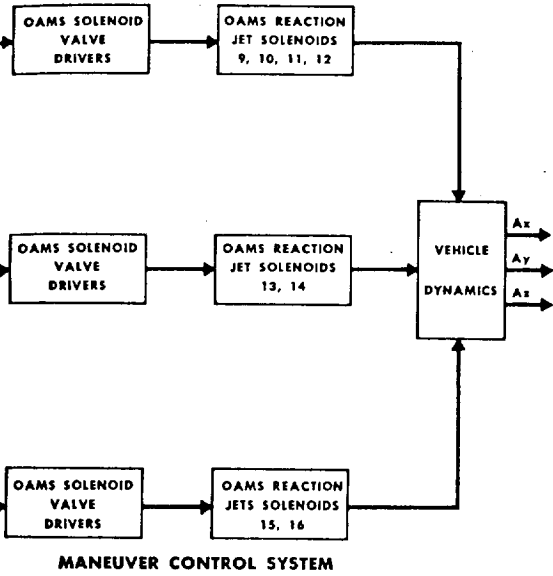 OAMS SOLENOID
VALVE
DRIVERS
OAMS REACTION
JET SOLENOIDS
9, 10, 11, 12
OAMS SOLENOID
VALVE
DRIVERS
OAMS REACTION
JET SOLENOIDS
13, 14
VEHICLE
DYNAMICS
Ax
Ay
Az
OAMS SOLENOID
VALVE
DRIVERS
OAMS REACTION
JETS SOLENOIDS
15, 16
MANEUVER CONTROL SYSTEM